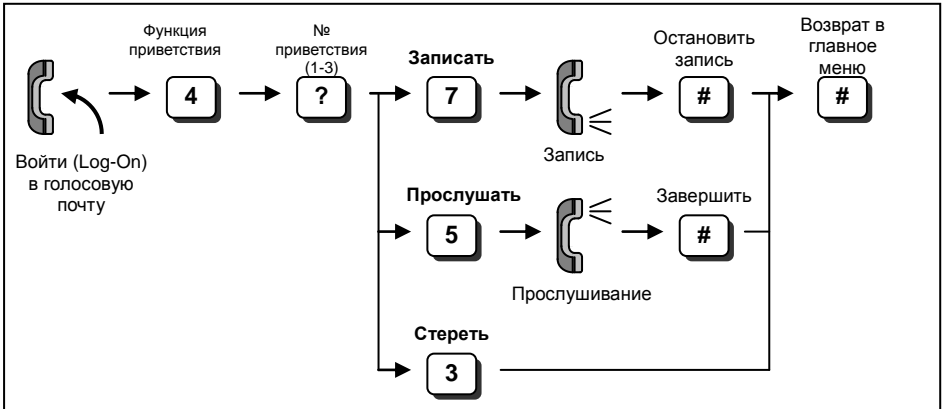 Функция
приветствия
№
приветствия
(1-3)
Записать
Остановить
запись
Возврат в
главное
меню
4
?
7
#
#
Войти (Log-On)
в голосовую
почту
Запись
Прослушать
Завершить
5
#
Прослушивание
Стереть
3